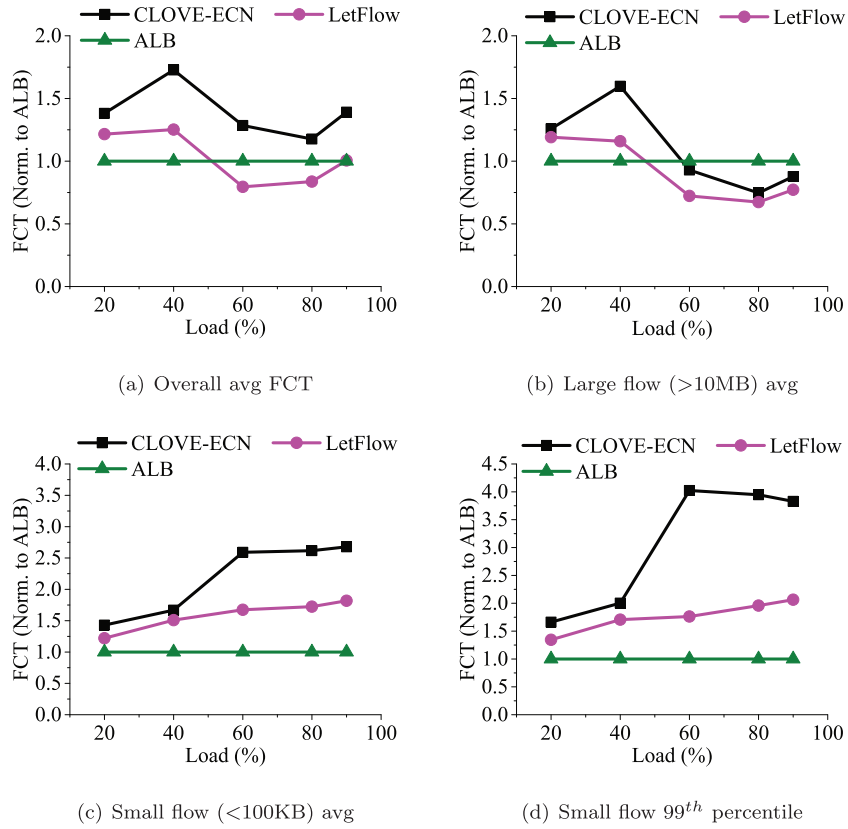 CLOVE-ECN LetFlow
ALB
2.0
1.5
1.0
0.5
0.0
FCT (Norm. to ALB)
20 40 60 80 100
Load (%)
(a) Overall avg FCT
CLOVE-ECN LetFlow
ALB
2.0
1.5
1.0
0.5
0.0
FCT (Norm. to ALB)
20 40 60 80 100
Load (%)
(b) Large flow (>10MB) avg
CLOVE-ECN LetFlow
ALB
4.0
3.5
3.0
2.5
2.0
1.5
1.0
0.5
0.0
FCT (Norm. to ALB)
20 40 60 80 100
Load (%)
(c) Small flow (<100KB) avg
CLOVE-ECN LetFlow
ALB
4.5
4.0
3.5
3.0
2.5
2.0
1.5
1.0
0.5
0.0
FCT (Norm. to ALB)
20 40 60 80 100
Load (%)
(d) Small flow 99th percentile